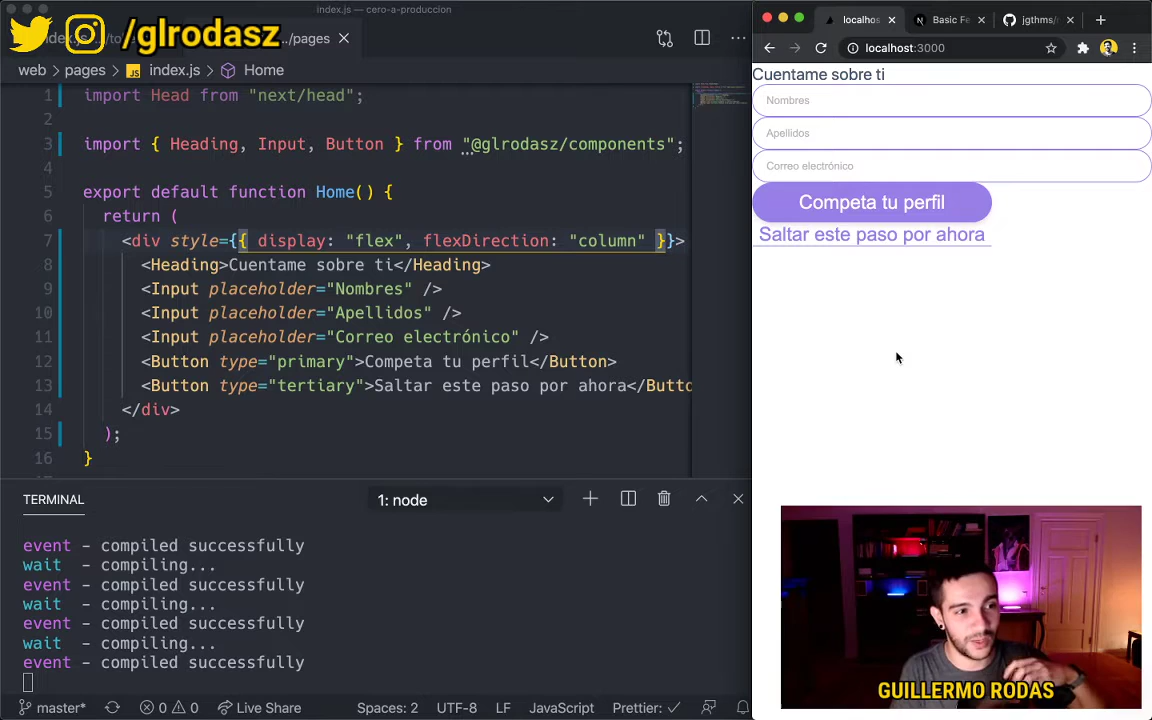 index.js — cero-a-produccion
/glrodasz
.../pages
web > pages > JS index.js > Home
1 import Head from "next/head";
2
3 import { Heading, Input, Button } from "@glrodasz/components";
4
5 export default function Home() {
6 return (
7 <div style={{ display: "flex", flexDirection: "column" }}>
8 <Heading>Cuentame sobre ti</Heading>
9 <Input placeholder="Nombres" />
10 <Input placeholder="Apellidos" />
11 <Input placeholder="Correo electrónico" />
12 <Button type="primary">Competa tu perfil</Button>
13 <Button type="tertiary">Saltar este paso por ahora</Butto
14 </div>
15 );
16 }
TERMINAL
1: node
event - compiled successfully
wait - compiling...
event - compiled successfully
wait - compiling...
event - compiled successfully
wait - compiling...
event - compiled successfully
master*
0
0
Live Share
Spaces: 2
UTF-8
LF
JavaScript
Prettier: ✓
localhos
Basic Fe
jgthms/r
localhost:3000
Cuentame sobre ti
Nombres
Apellidos
Correo electrónico
Competa tu perfil
Saltar este paso por ahora
GUILLERMO RODAS